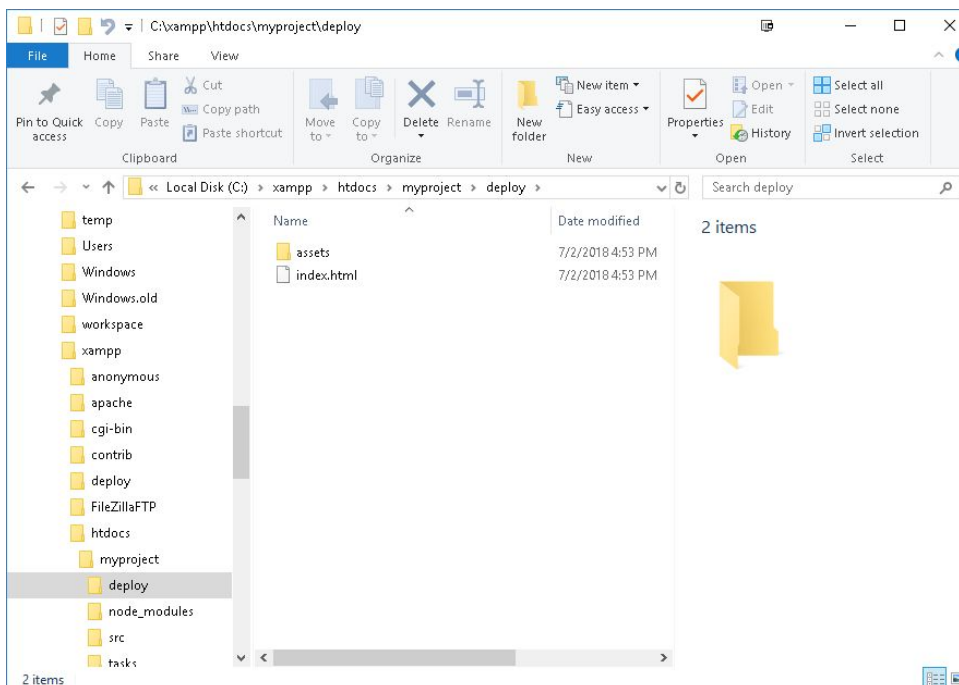 C:\xampp\htdocs\myproject\deploy
File Home Share View
Pin to Quick access
Copy
Paste
Cut
Copy path
Paste shortcut
Clipboard
Move to
Copy to
Delete
Rename
Organize
New folder
New item
Easy access
New
Properties
Open
Edit
History
Open
Select all
Select none
Invert selection
Select
« Local Disk (C:) > xampp > htdocs > myproject > deploy >
Search deploy
temp
Users
Windows
Windows.old
workspace
xampp
anonymous
apache
cgi-bin
contrib
deploy
FileZillaFTP
htdocs
myproject
deploy
node_modules
src
tasks
Name Date modified
assets 7/2/2018 4:53 PM
index.html 7/2/2018 4:53 PM
2 items
2 items